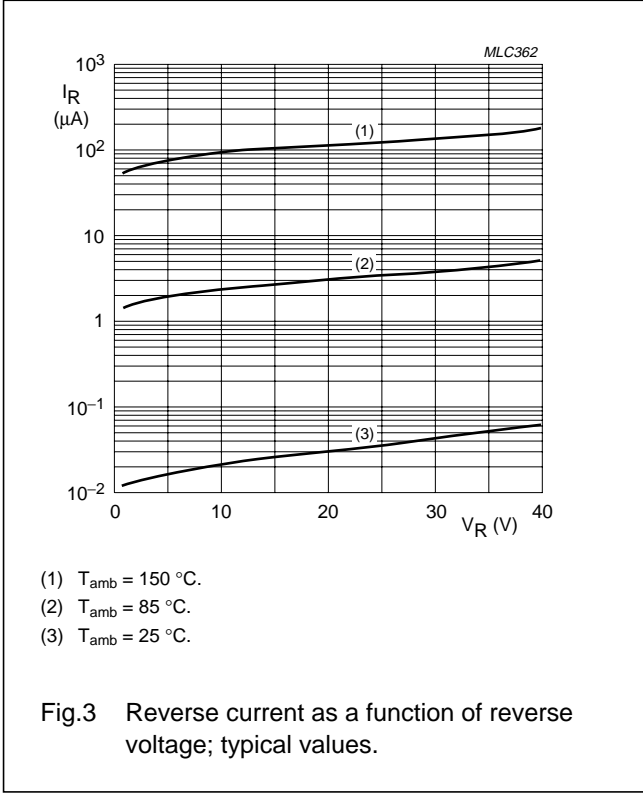 MLC362
10³
I_R
(μA)
(1)
10²
10
(2)
1
10⁻¹
(3)
10⁻²
0 10 20 30 V_R (V) 40
(1) T_amb = 150 °C.
(2) T_amb = 85 °C.
(3) T_amb = 25 °C.
Fig.3 Reverse current as a function of reverse
voltage; typical values.